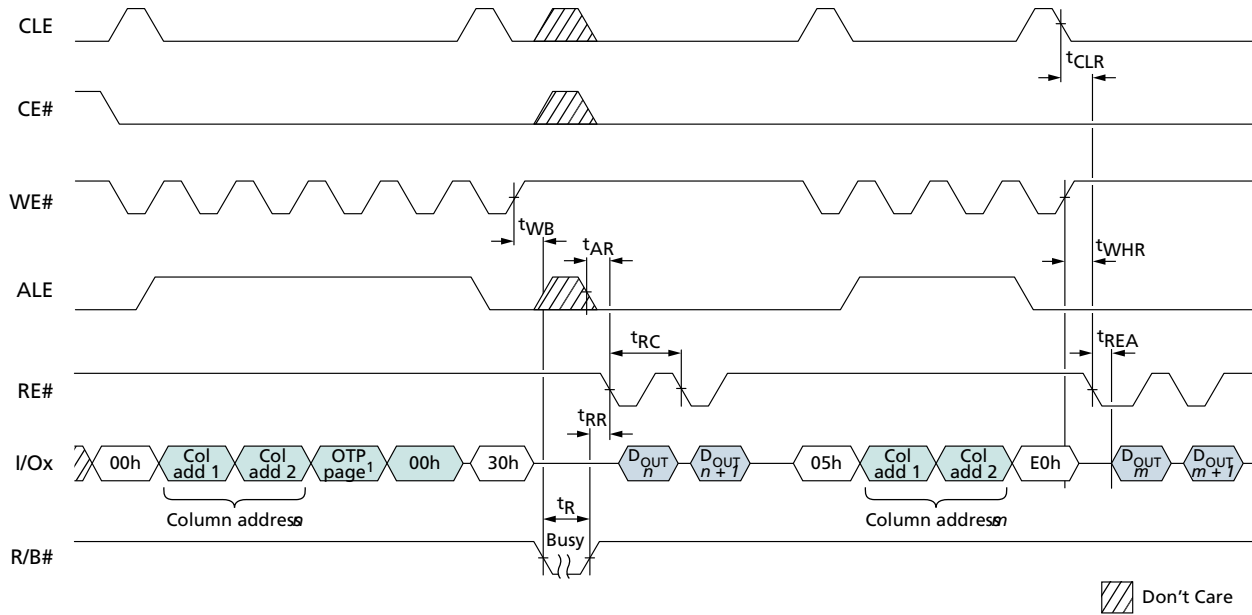 CLE
tCLR
CE#
WE#
tWB
tAR
tWHR
ALE
tRC
tREA
RE#
tRR
I/Ox
00h
Col add 1
Col add 2
OTP page1
00h
30h
DOUT n
DOUT n + 1
05h
Col add 1
Col add 2
E0h
DOUT m
DOUT m + 1
Column address n
tR
Column address m
Busy
R/B#
Don't Care